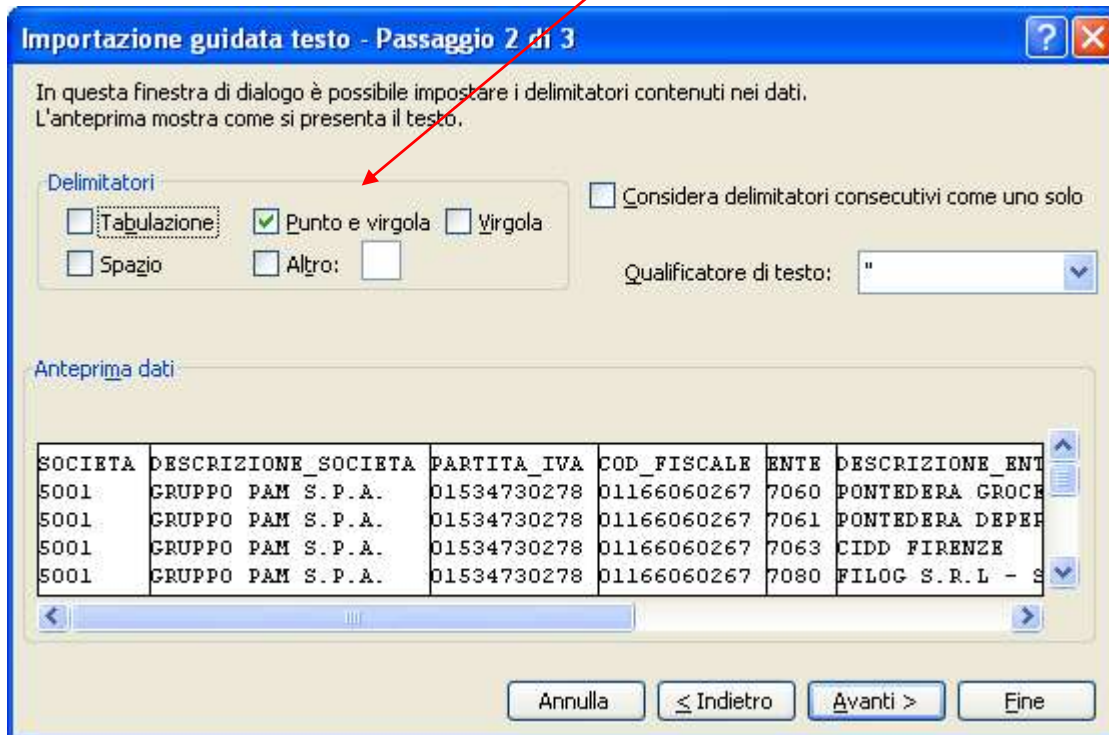 Importazione guidata testo - Passaggio 2 di 3
In questa finestra di dialogo è possibile impostare i delimitatori contenuti nei dati.
L'anteprima mostra come si presenta il testo.
Delimitatori
Tabulazione Punto e virgola Virgola
Spazio Altro:
Considera delimitatori consecutivi come uno solo
Qualificatore di testo: "
Anteprima dati
SOCIETA DESCRIZIONE_SOCIETA PARTITA_IVA COD_FISCALE ENTE DESCRIZIONE_ENT
5001 GRUPPO PAM S.P.A. 01534730278 01166060267 7060 PONTEDERA GROCE
5001 GRUPPO PAM S.P.A. 01534730278 01166060267 7061 PONTEDERA DEPER
5001 GRUPPO PAM S.P.A. 01534730278 01166060267 7063 CIDD FIRENZE
5001 GRUPPO PAM S.P.A. 01534730278 01166060267 7080 FILOG S.R.L - S
Annulla < Indietro Avanti > Fine